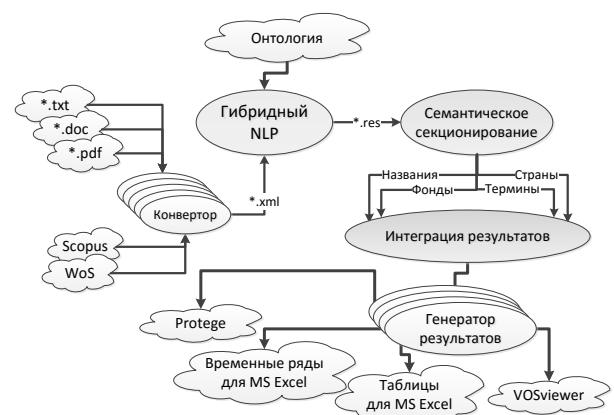 Онтология
*.txt
*.doc
*.pdf
Гибридный
NLP
*.res
Семантическое
секционирование
Названия
Страны
Фонды
Термины
*.xml
Конвертор
Scopus
WoS
Интеграция результатов
Protege
Генератор
результатов
Временные ряды
для MS Excel
Таблицы
для MS Excel
VOSviewer